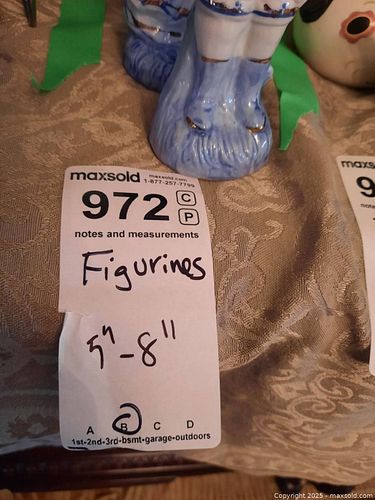 maxsold maxsold.com
1-877-257-7799
972 C
P
notes and measurements
Figurines
5" - 8"
A B C D
1st-2nd-3rd-bsmt-garage-outdoors
maxs
9
Copyright 2025 - maxsold.com